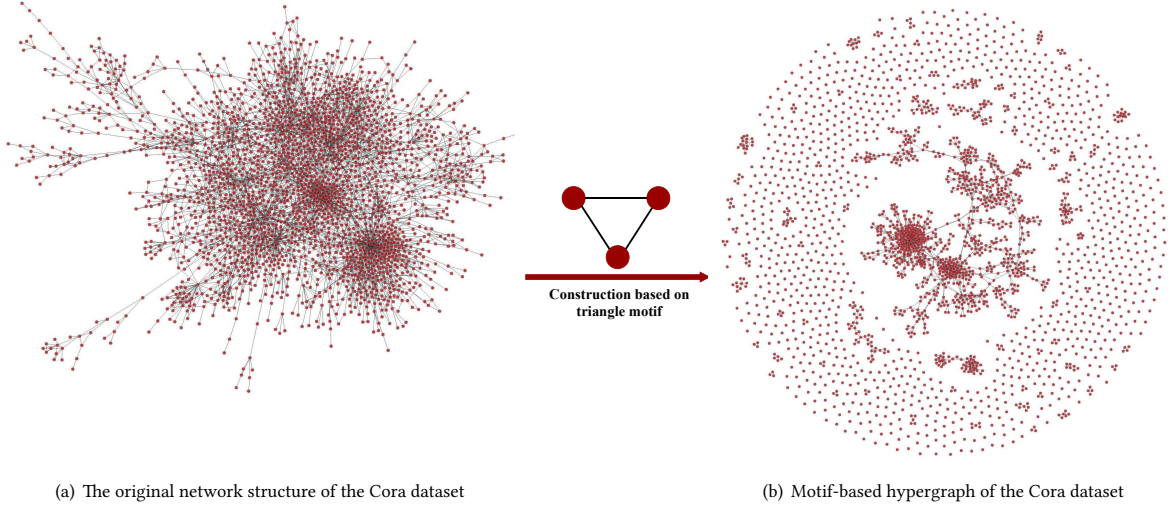 Construction based on
triangle motif
(a) The original network structure of the Cora dataset
(b) Motif-based hypergraph of the Cora dataset